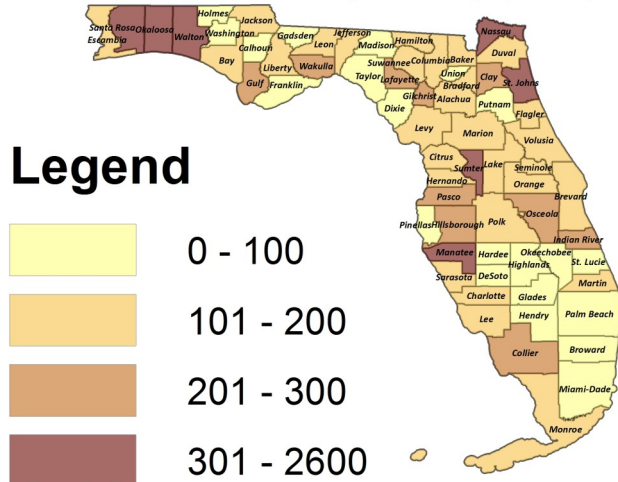 Holmes
Jackson
Nassau
Santa Rosa
Okaloosa
Walton
Washington
Gadsden
Jefferson
Hamilton
Escambia
Calhoun
Leon
Madison
Duval
Bay
Liberty
Wakulla
Suwannee
Columbia
Baker
Gulf
Franklin
Taylor
Lafayette
Union
Clay
St. Johns
Bradford
Gilchrist
Alachua
Putnam
Dixie
Flagler
Levy
Marion
Volusia
Citrus
Sumter
Lake
Seminole
Hernando
Orange
Pasco
Brevard
Osceola
Pinellas
Hillsborough
Polk
Indian River
Manatee
Hardee
Okeechobee
Highlands
St. Lucie
Sarasota
DeSoto
Martin
Charlotte
Glades
Lee
Hendry
Palm Beach
Collier
Broward
Miami-Dade
Monroe
Legend
0 - 100
101 - 200
201 - 300
301 - 2600